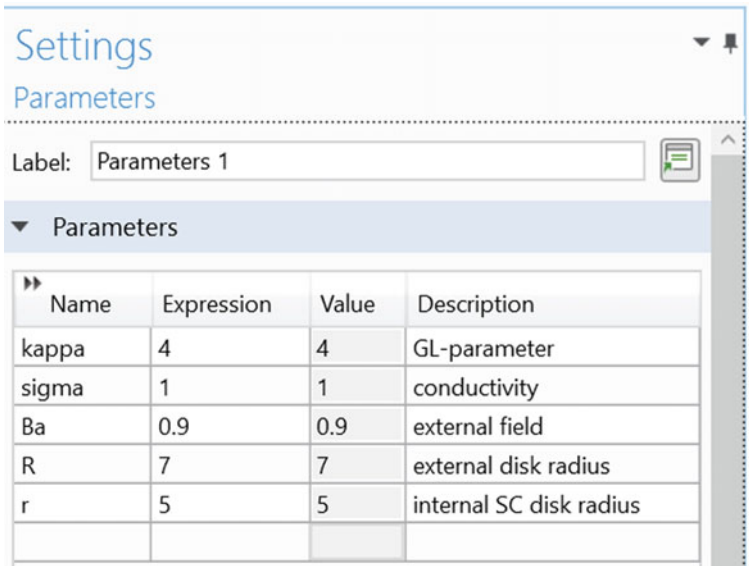 Settings
Parameters
Label: Parameters 1
Parameters
Name Expression Value Description
kappa 4 4 GL-parameter
sigma 1 1 conductivity
Ba 0.9 0.9 external field
R 7 7 external disk radius
r 5 5 internal SC disk radius